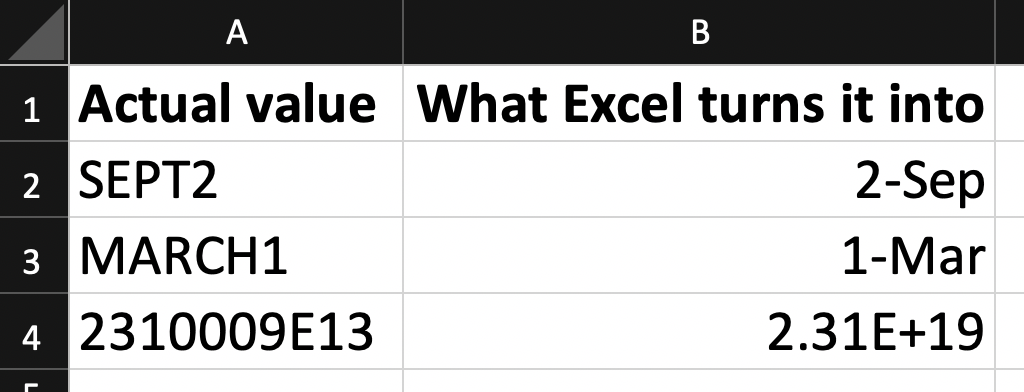 A B
1 Actual value What Excel turns it into
2 SEPT2 2-Sep
3 MARCH1 1-Mar
4 2310009E13 2.31E+19